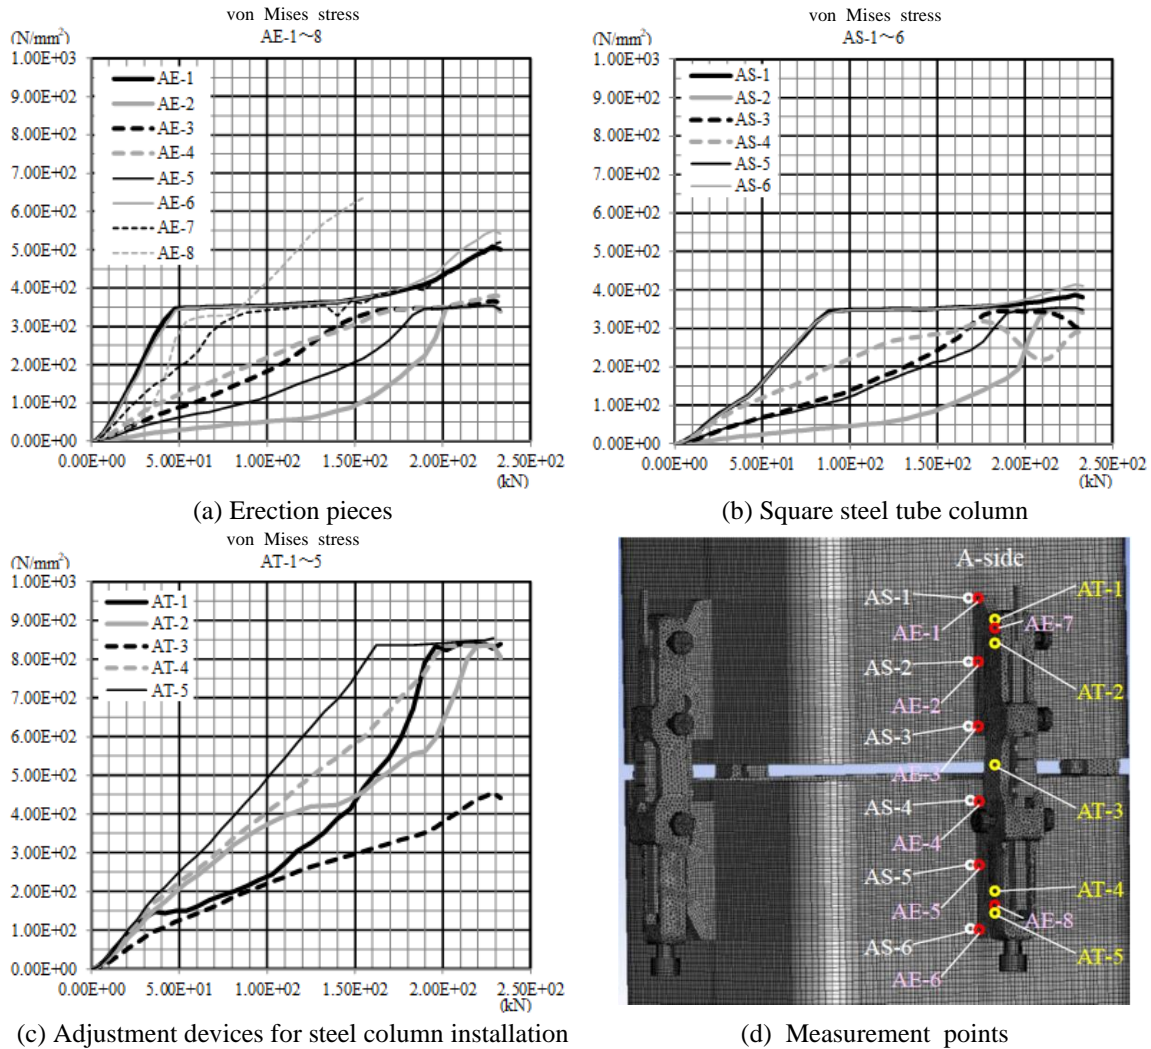 von Mises stress
AE-1~8
(N/mm²)
1.00E+03
9.00E+02
8.00E+02
7.00E+02
6.00E+02
5.00E+02
4.00E+02
3.00E+02
2.00E+02
1.00E+02
0.00E+00
AE-1
AE-2
AE-3
AE-4
AE-5
AE-6
AE-7
AE-8
0.00E+00 5.00E+01 1.00E+02 1.50E+02 2.00E+02 2.50E+02
(kN)
(a) Erection pieces
von Mises stress
AS-1~6
(N/mm²)
1.00E+03
9.00E+02
8.00E+02
7.00E+02
6.00E+02
5.00E+02
4.00E+02
3.00E+02
2.00E+02
1.00E+02
0.00E+00
AS-1
AS-2
AS-3
AS-4
AS-5
AS-6
0.00E+00 5.00E+01 1.00E+02 1.50E+02 2.00E+02 2.50E+02
(kN)
(b) Square steel tube column
von Mises stress
AT-1~5
(N/mm²)
1.00E+03
9.00E+02
8.00E+02
7.00E+02
6.00E+02
5.00E+02
4.00E+02
3.00E+02
2.00E+02
1.00E+02
0.00E+00
AT-1
AT-2
AT-3
AT-4
AT-5
0.00E+00 5.00E+01 1.00E+02 1.50E+02 2.00E+02 2.50E+02
(kN)
(c) Adjustment devices for steel column installation
A-side
AS-1
AT-1
AE-1
AE-7
AS-2
AT-2
AE-2
AS-3
AE-3
AT-3
AS-4
AE-4
AS-5
AT-4
AE-5
AE-8
AS-6
AT-5
AE-6
(d) Measurement points